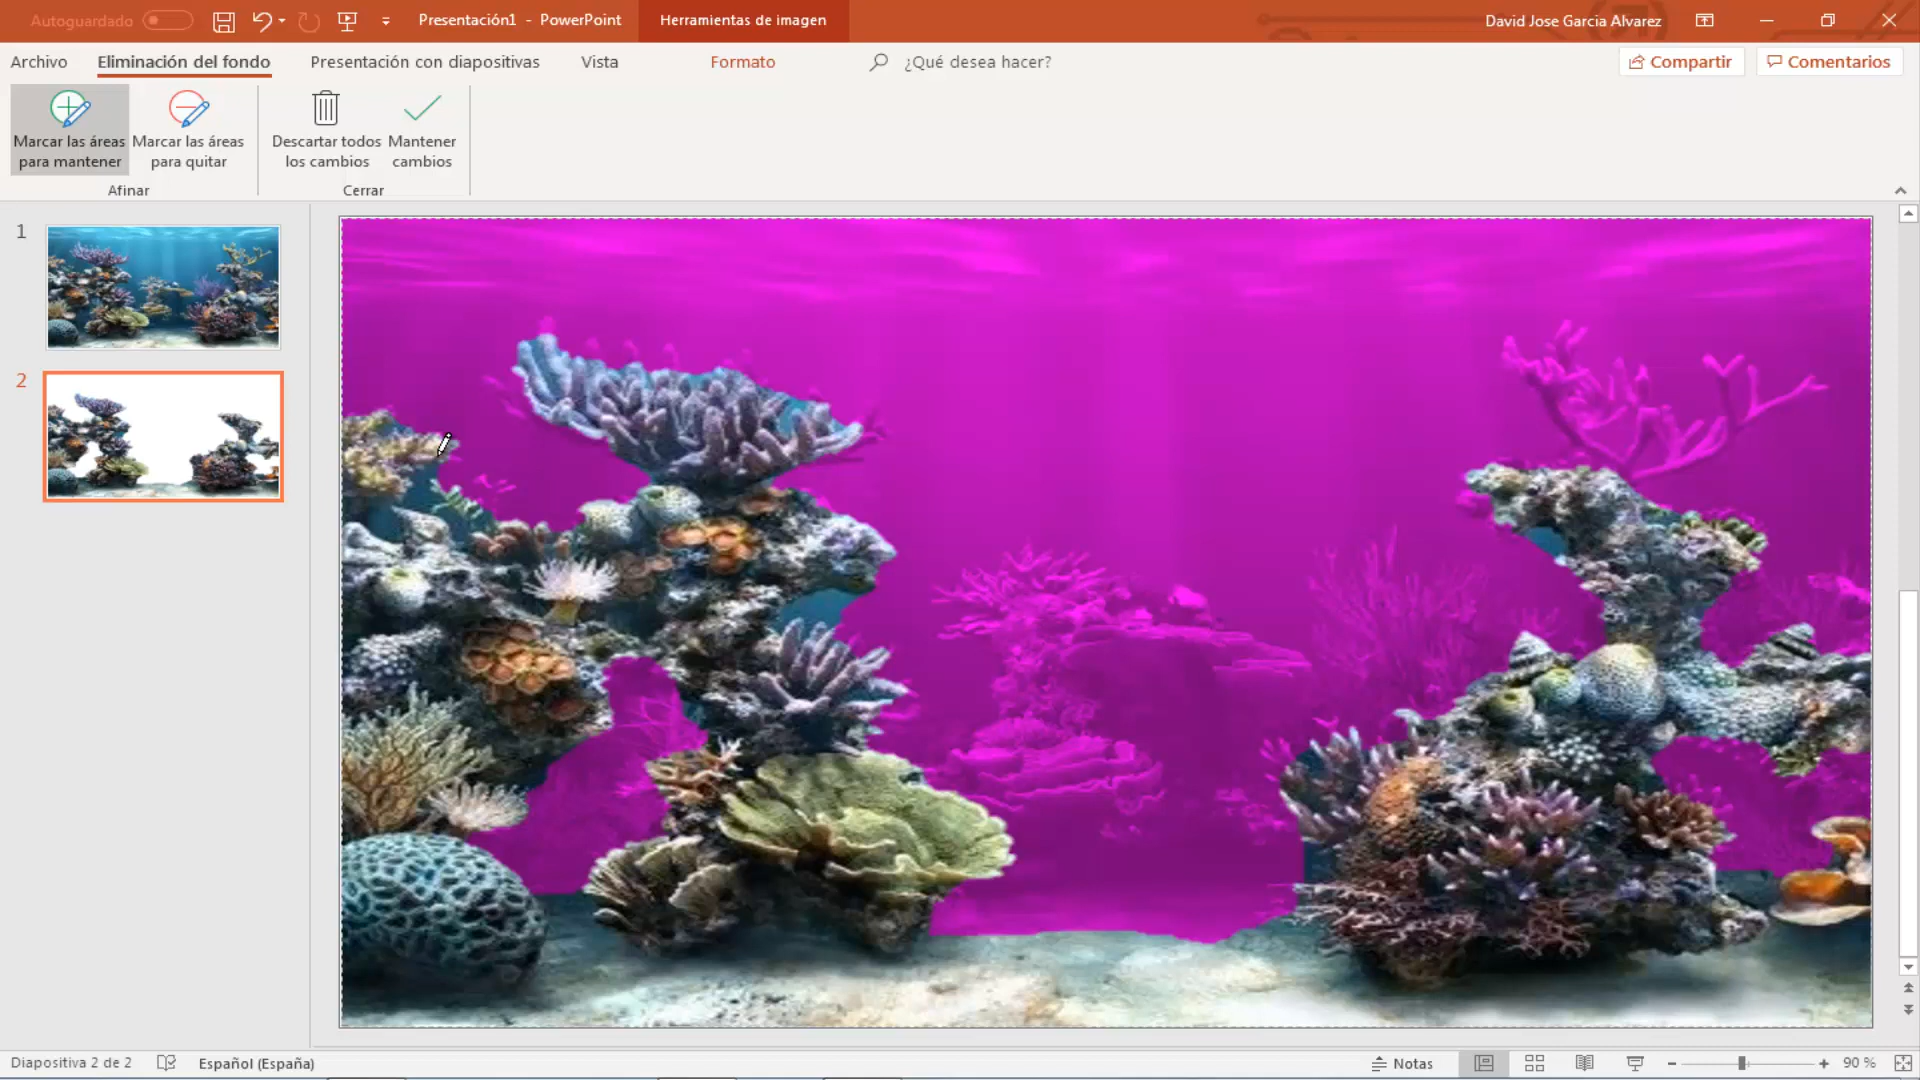 Autoguardado
Presentación1 - PowerPoint
Herramientas de imagen
David Jose Garcia Alvarez
Archivo
Eliminación del fondo
Presentación con diapositivas
Vista
Formato
¿Qué desea hacer?
Compartir
Comentarios
Marcar las áreas
para mantener
Marcar las áreas
para quitar
Descartar todos
los cambios
Mantener
cambios
Afinar
Cerrar
1
2
Diapositiva 2 de 2
Español (España)
Notas
90 %